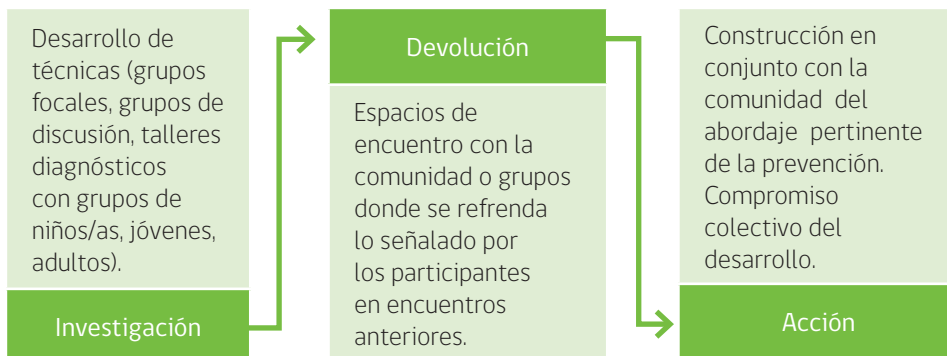 Desarrollo de
técnicas (grupos
focales, grupos de
discusión, talleres
diagnósticos
con grupos de
niños/as, jóvenes,
adultos).
Investigación
Devolución
Espacios de
encuentro con la
comunidad o grupos
donde se refrenda
lo señalado por
los participantes
en encuentros
anteriores.
Construcción en
conjunto con la
comunidad del
abordaje pertinente
de la prevención.
Compromiso
colectivo del
desarrollo.
Acción